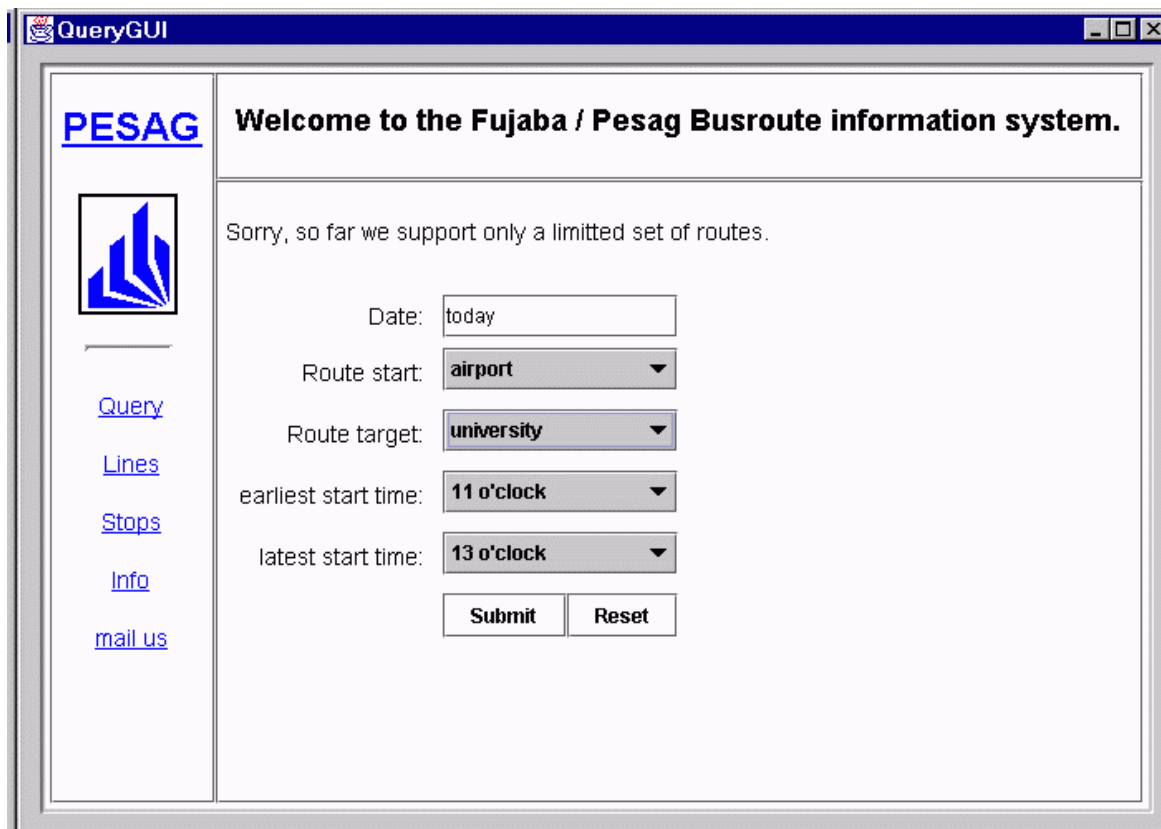 QueryGUI
PESAG
Welcome to the Fujaba / Pesag Busroute information system.
Sorry, so far we support only a limitted set of routes.
Date: today
Route start: airport
Route target: university
earliest start time: 11 o'clock
latest start time: 13 o'clock
Submit Reset
Query
Lines
Stops
Info
mail us